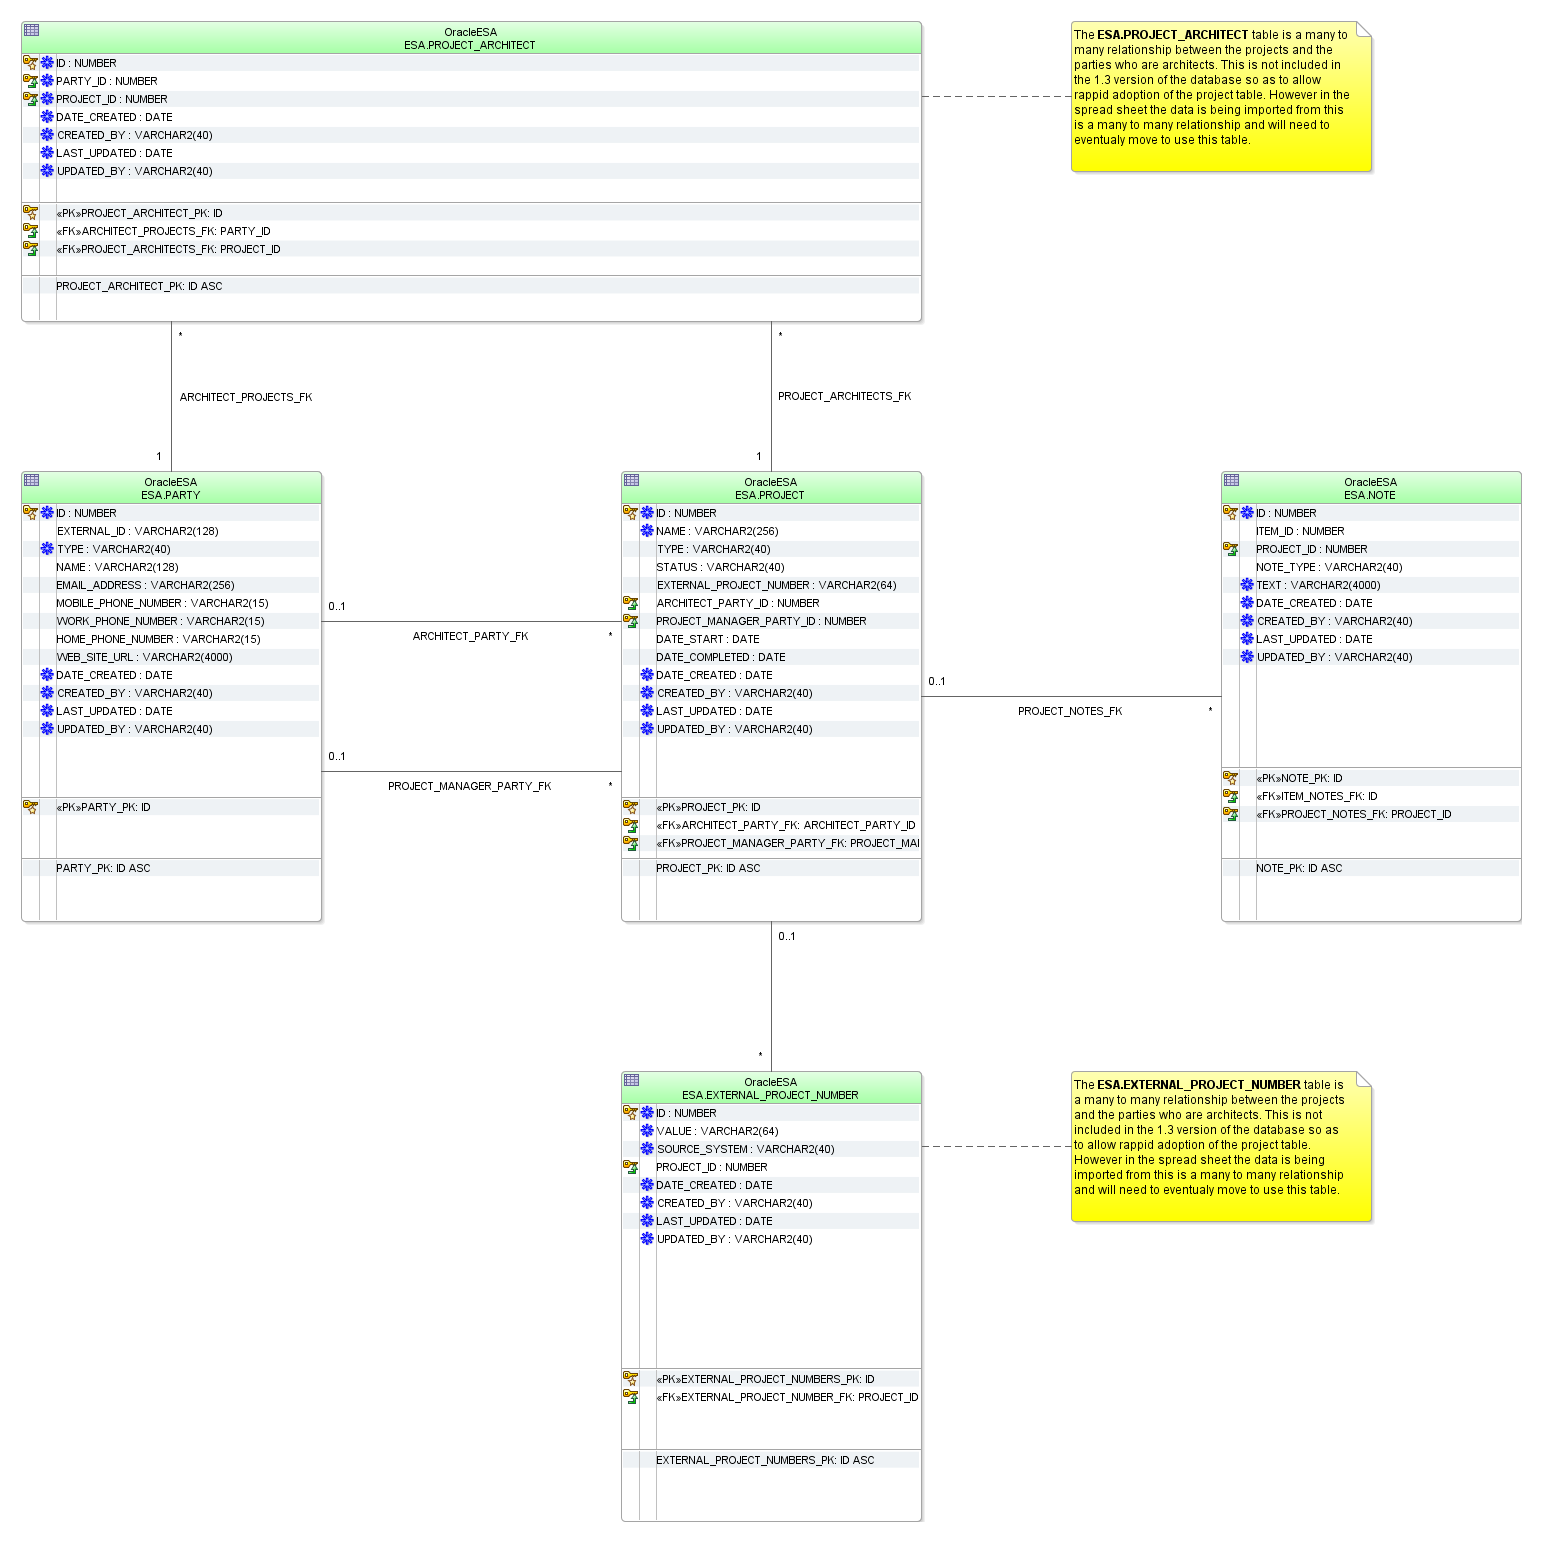 OracleESA
ESA.PROJECT_ARCHITECT
ID : NUMBER
PARTY_ID : NUMBER
PROJECT_ID : NUMBER
DATE_CREATED : DATE
CREATED_BY : VARCHAR2(40)
LAST_UPDATED : DATE
UPDATED_BY : VARCHAR2(40)
«PK»PROJECT_ARCHITECT_PK: ID
«FK»ARCHITECT_PROJECTS_FK: PARTY_ID
«FK»PROJECT_ARCHITECTS_FK: PROJECT_ID
PROJECT_ARCHITECT_PK: ID ASC
The ESA.PROJECT_ARCHITECT table is a many to
many relationship between the projects and the
parties who are architects. This is not included in
the 1.3 version of the database so as to allow
rappid adoption of the project table. However in the
spread sheet the data is being imported from this
is a many to many relationship and will need to
eventualy move to use this table.
*
ARCHITECT_PROJECTS_FK
1
*
PROJECT_ARCHITECTS_FK
1
OracleESA
ESA.PARTY
ID : NUMBER
EXTERNAL_ID : VARCHAR2(128)
TYPE : VARCHAR2(40)
NAME : VARCHAR2(128)
EMAIL_ADDRESS : VARCHAR2(256)
MOBILE_PHONE_NUMBER : VARCHAR2(15)
WORK_PHONE_NUMBER : VARCHAR2(15)
HOME_PHONE_NUMBER : VARCHAR2(15)
WEB_SITE_URL : VARCHAR2(4000)
DATE_CREATED : DATE
CREATED_BY : VARCHAR2(40)
LAST_UPDATED : DATE
UPDATED_BY : VARCHAR2(40)
«PK»PARTY_PK: ID
PARTY_PK: ID ASC
0..1
ARCHITECT_PARTY_FK
*
0..1
PROJECT_MANAGER_PARTY_FK
*
OracleESA
ESA.PROJECT
ID : NUMBER
NAME : VARCHAR2(256)
TYPE : VARCHAR2(40)
STATUS : VARCHAR2(40)
EXTERNAL_PROJECT_NUMBER : VARCHAR2(64)
ARCHITECT_PARTY_ID : NUMBER
PROJECT_MANAGER_PARTY_ID : NUMBER
DATE_START : DATE
DATE_COMPLETED : DATE
DATE_CREATED : DATE
CREATED_BY : VARCHAR2(40)
LAST_UPDATED : DATE
UPDATED_BY : VARCHAR2(40)
«PK»PROJECT_PK: ID
«FK»ARCHITECT_PARTY_FK: ARCHITECT_PARTY_ID
«FK»PROJECT_MANAGER_PARTY_FK: PROJECT_MAI
PROJECT_PK: ID ASC
0..1
PROJECT_NOTES_FK
*
OracleESA
ESA.NOTE
ID : NUMBER
ITEM_ID : NUMBER
PROJECT_ID : NUMBER
NOTE_TYPE : VARCHAR2(40)
TEXT : VARCHAR2(4000)
DATE_CREATED : DATE
CREATED_BY : VARCHAR2(40)
LAST_UPDATED : DATE
UPDATED_BY : VARCHAR2(40)
«PK»NOTE_PK: ID
«FK»ITEM_NOTES_FK: ID
«FK»PROJECT_NOTES_FK: PROJECT_ID
NOTE_PK: ID ASC
0..1
*
OracleESA
ESA.EXTERNAL_PROJECT_NUMBER
ID : NUMBER
VALUE : VARCHAR2(64)
SOURCE_SYSTEM : VARCHAR2(40)
PROJECT_ID : NUMBER
DATE_CREATED : DATE
CREATED_BY : VARCHAR2(40)
LAST_UPDATED : DATE
UPDATED_BY : VARCHAR2(40)
«PK»EXTERNAL_PROJECT_NUMBERS_PK: ID
«FK»EXTERNAL_PROJECT_NUMBER_FK: PROJECT_ID
EXTERNAL_PROJECT_NUMBERS_PK: ID ASC
The ESA.EXTERNAL_PROJECT_NUMBER table is
a many to many relationship between the projects
and the parties who are architects. This is not
included in the 1.3 version of the database so as
to allow rappid adoption of the project table.
However in the spread sheet the data is being
imported from this is a many to many relationship
and will need to eventualy move to use this table.